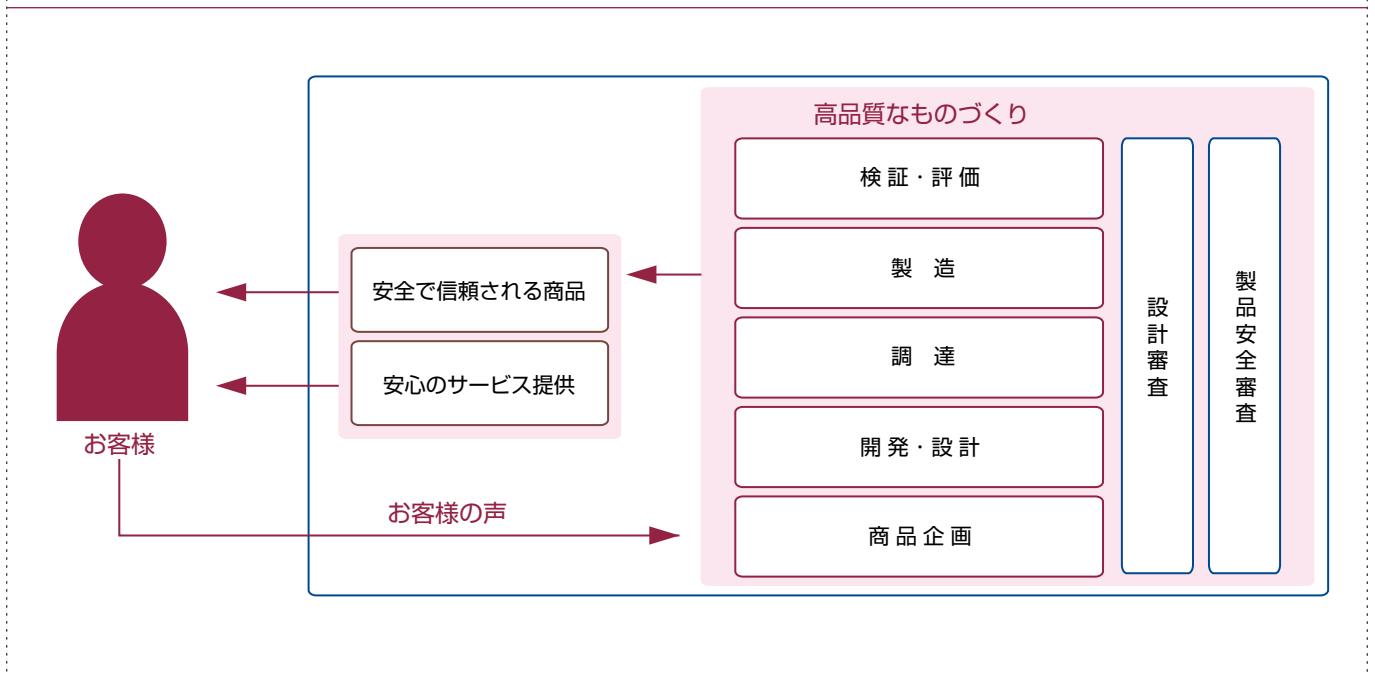 高品質なものづくり
検証・評価
製造
調達
開発・設計
商品企画
設計審査
製品安全審査
安全で信頼される商品
安心のサービス提供
お客様
お客様の声